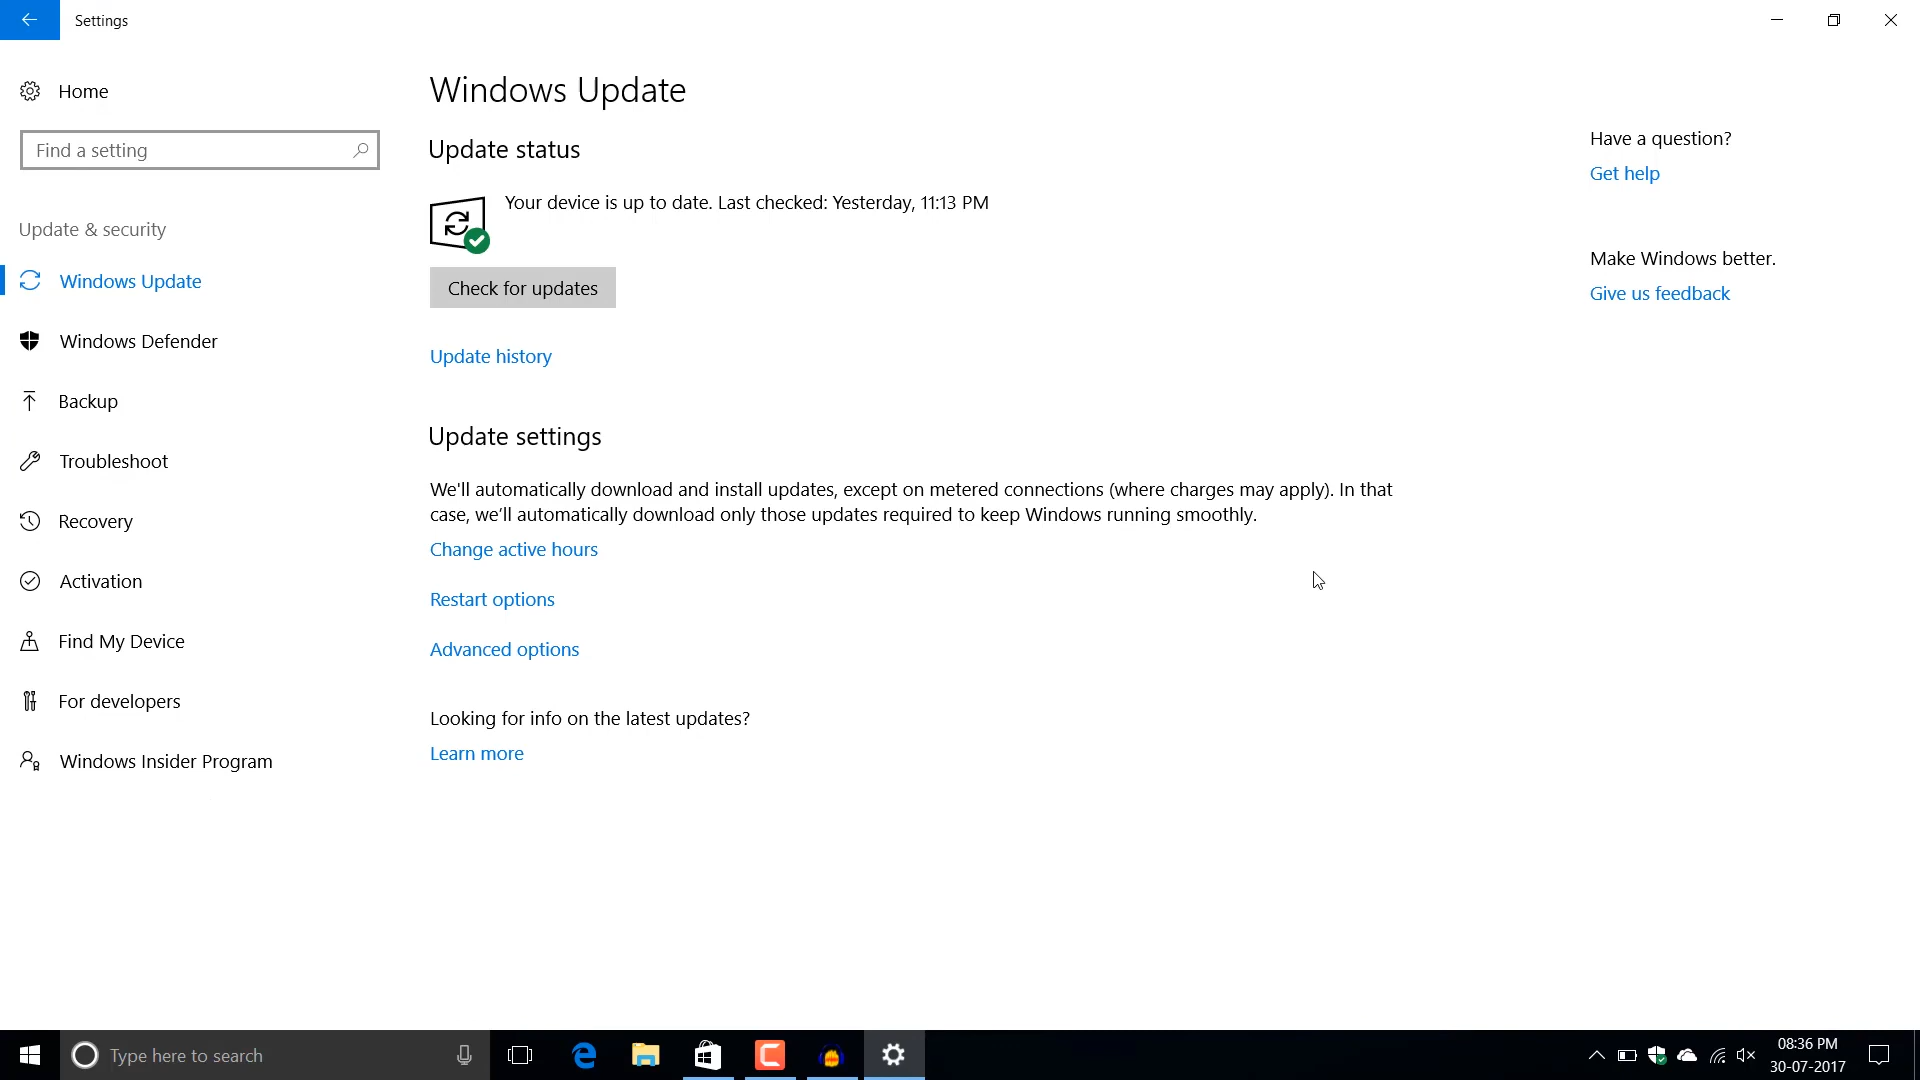 Settings
Home
Find a setting
Update & security
Windows Update
Windows Defender
Backup
Troubleshoot
Recovery
Activation
Find My Device
For developers
Windows Insider Program
Windows Update
Update status
Your device is up to date. Last checked: Yesterday, 11:13 PM
Check for updates
Update history
Update settings
We'll automatically download and install updates, except on metered connections (where charges may apply). In that
case, we’ll automatically download only those updates required to keep Windows running smoothly.
Change active hours
Restart options
Advanced options
Looking for info on the latest updates?
Learn more
Have a question?
Get help
Make Windows better.
Give us feedback
Type here to search
08:36 PM
30-07-2017